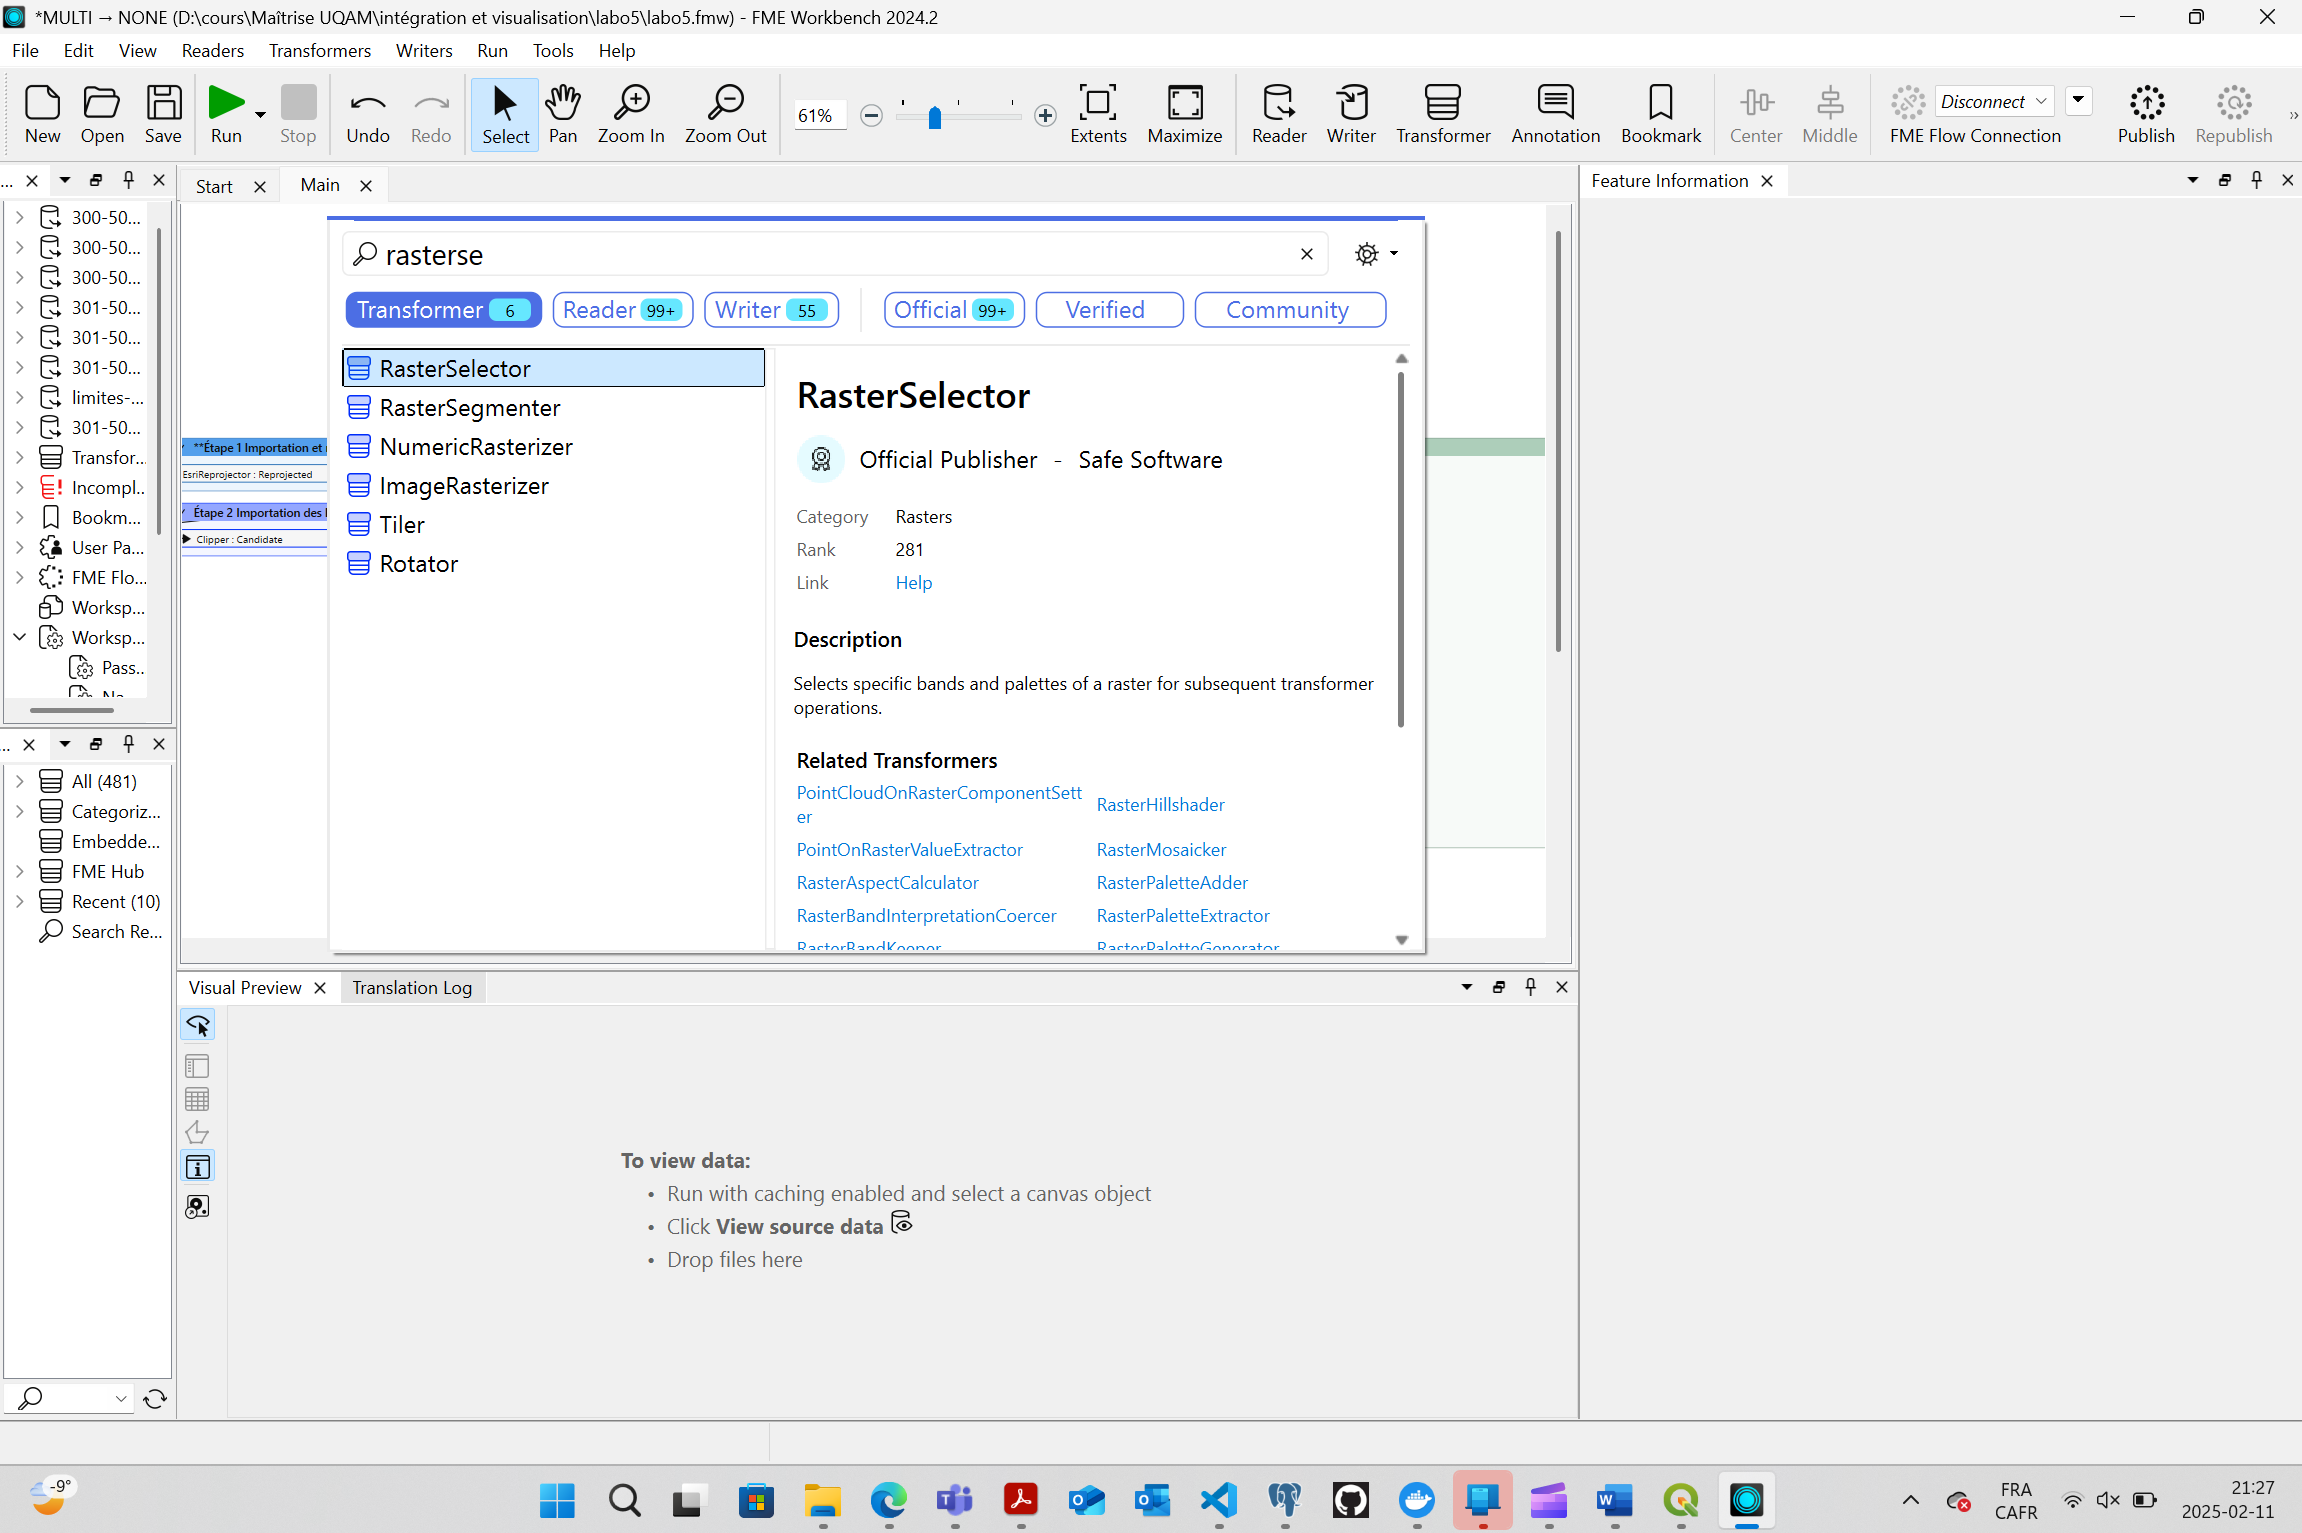 *MULTI → NONE (D:\cours\Maîtrise UQAM\intégration et visualisation\labo5\labo5.fmw) - FME Workbench 2024.2
File Edit View Readers Transformers Writers Run Tools Help
61% Disconnect
New Open Save Run Stop Undo Redo Select Pan Zoom In Zoom Out Extents Maximize Reader Writer Transformer Annotation Bookmark Center Middle FME Flow Connection Publish Republish
...
300-50...
300-50...
300-50...
301-50...
301-50...
301-50...
limites-...
301-50...
Transfor...
Incompl...
Bookm...
User Pa...
FME Flo...
Worksp...
Worksp...
Pass...
...
All (481)
Categoriz...
Embedde...
FME Hub
Recent (10)
Search Re...
Start Main
**Étape 1 Importation et
EsriReprojector : Reprojected
Étape 2 Importation des
Clipper : Candidate
rasterse
Transformer 6 Reader 99+ Writer 55 Official 99+ Verified Community
RasterSelector
RasterSegmenter
NumericRasterizer
ImageRasterizer
Tiler
Rotator
RasterSelector
Official Publisher - Safe Software
Category Rasters
Rank 281
Link Help
Description
Selects specific bands and palettes of a raster for subsequent transformer
operations.
Related Transformers
PointCloudOnRasterComponentSett
er
RasterHillshader
PointOnRasterValueExtractor RasterMosaicker
RasterAspectCalculator RasterPaletteAdder
RasterBandInterpretationCoercer RasterPaletteExtractor
RasterBandKeeper RasterPaletteGenerator
Feature Information
Visual Preview Translation Log
To view data:
• Run with caching enabled and select a canvas object
• Click View source data
• Drop files here
-9°
FRA
CAFR
21:27
2025-02-11